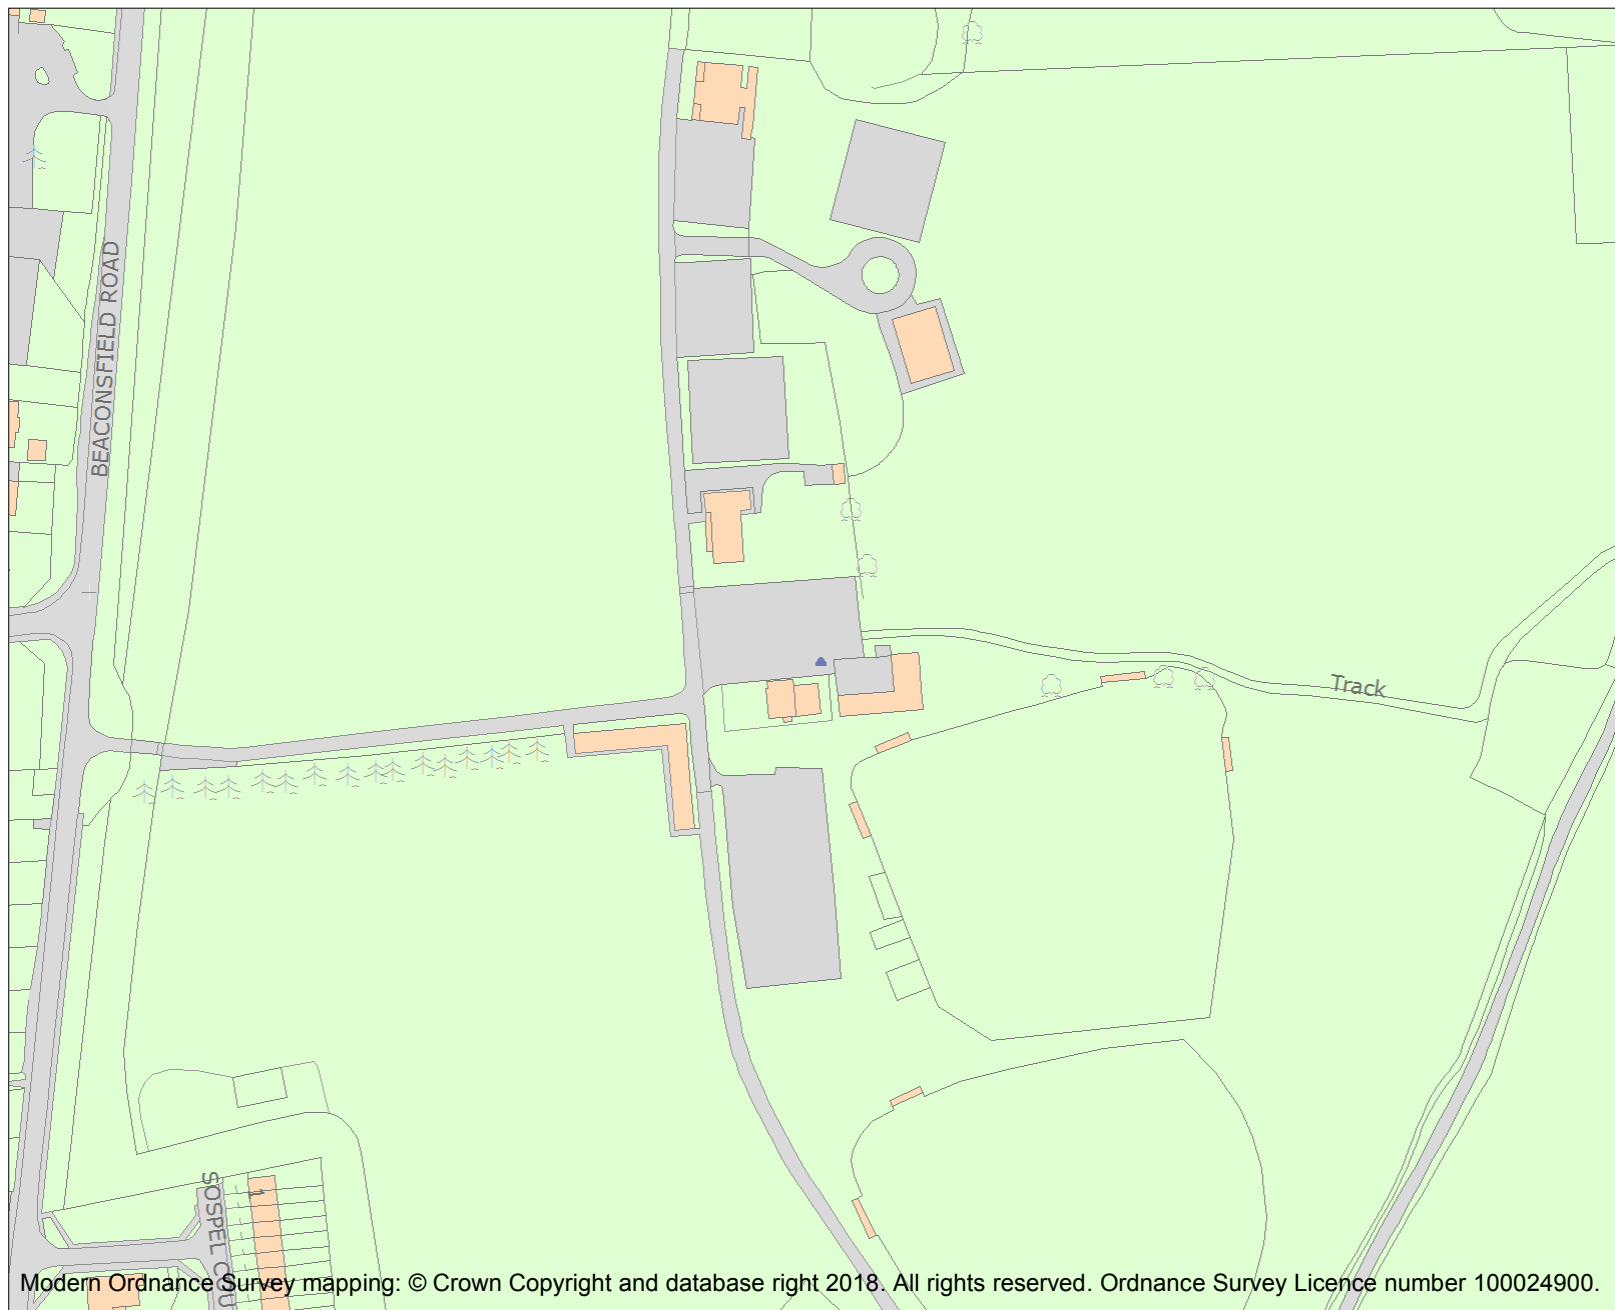 BEACONSFIELD ROAD
Track
SOSPEL COU
1
Modern Ordnance Survey mapping: © Crown Copyright and database right 2018. All rights reserved. Ordnance Survey Licence number 100024900.